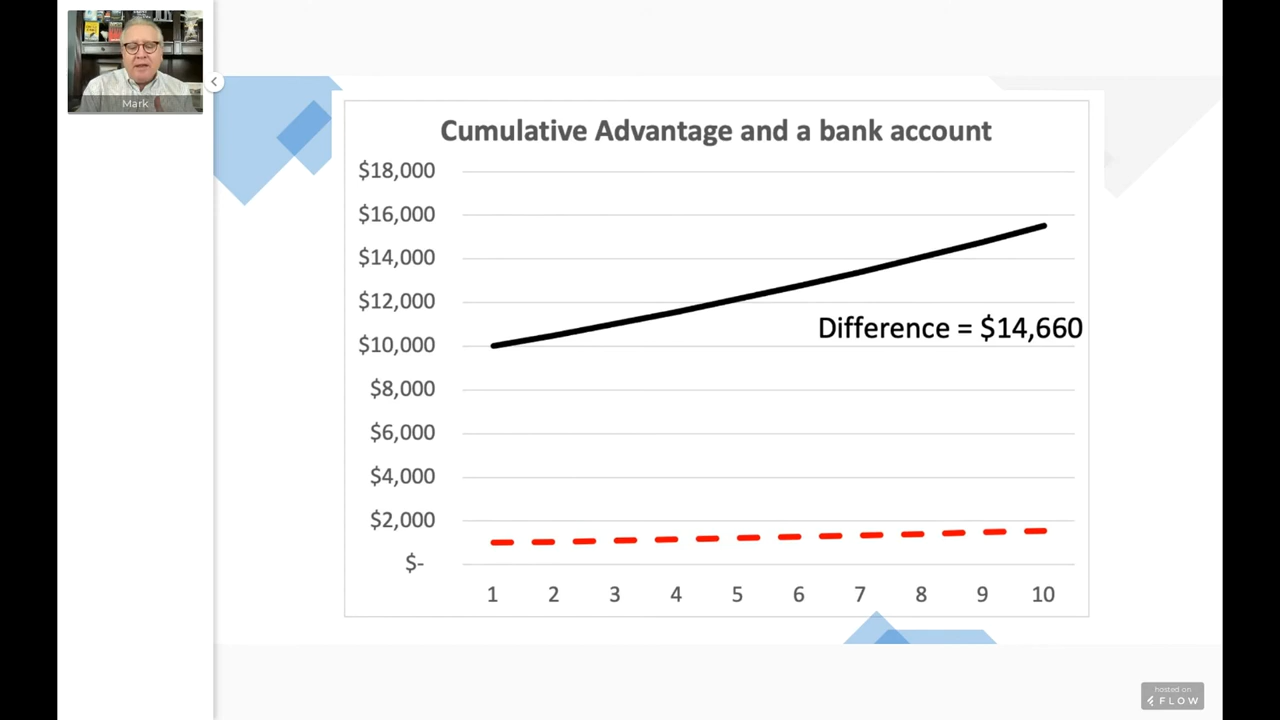 Mark
Cumulative Advantage and a bank account
$18,000
$16,000
$14,000
$12,000
Difference = $14,660
$10,000
$8,000
$6,000
$4,000
$2,000
$-
1 2 3 4 5 6 7 8 9 10
hosted on
FLOW